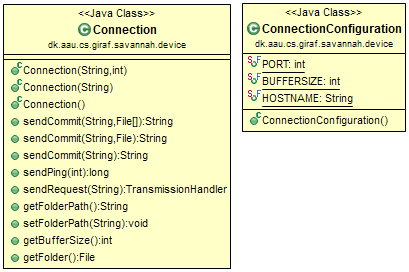 <<Java Class>>
Connection
dk.aau.cs.giraf.savannah.device
Connection(String,int)
Connection(String)
Connection()
sendCommit(String,File[]):String
sendCommit(String,File):String
sendCommit(String):String
sendPing(int):long
sendRequest(String):TransmissionHandler
getFolderPath():String
setFolderPath(String):void
getBufferSize():int
getFolder():File
<<Java Class>>
ConnectionConfiguration
dk.aau.cs.giraf.savannah.device
PORT: int
BUFFERSIZE: int
HOSTNAME: String
ConnectionConfiguration()